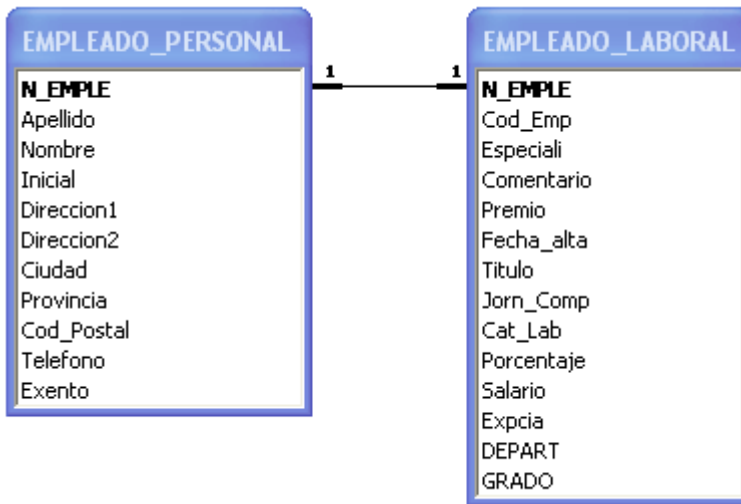 EMPLEADO_PERSONAL
N_EMPLE
Apellido
Nombre
Inicial
Direccion1
Direccion2
Ciudad
Provincia
Cod_Postal
Telefono
Exento
1
1
EMPLEADO_LABORAL
N_EMPLE
Cod_Emp
Especiali
Comentario
Premio
Fecha_alta
Titulo
Jorn_Comp
Cat_Lab
Porcentaje
Salario
Expcia
DEPART
GRADO